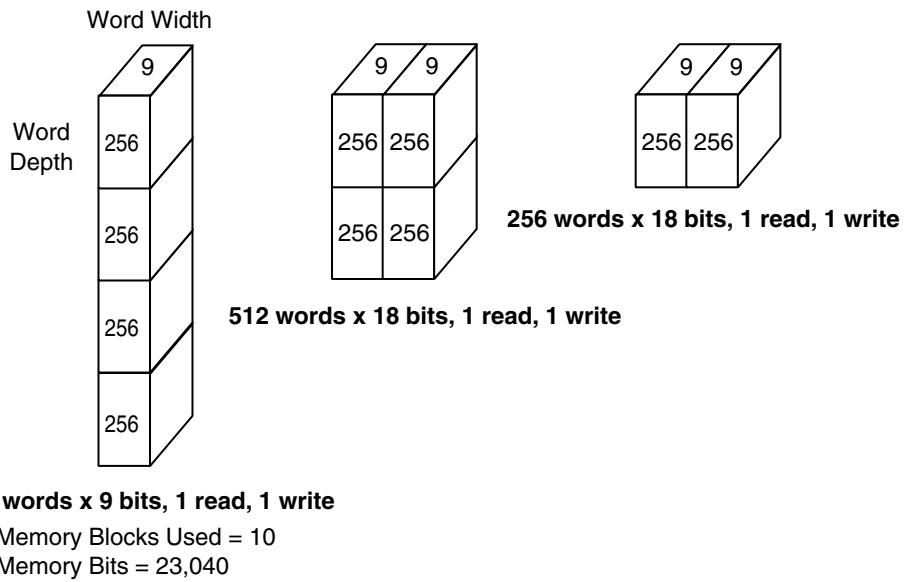 Word Width
9
9 9
9 9
Word
Depth
256
256 256
256 256
256
256 256
256 words x 18 bits, 1 read, 1 write
256
512 words x 18 bits, 1 read, 1 write
256
words x 9 bits, 1 read, 1 write
Memory Blocks Used = 10
Memory Bits = 23,040